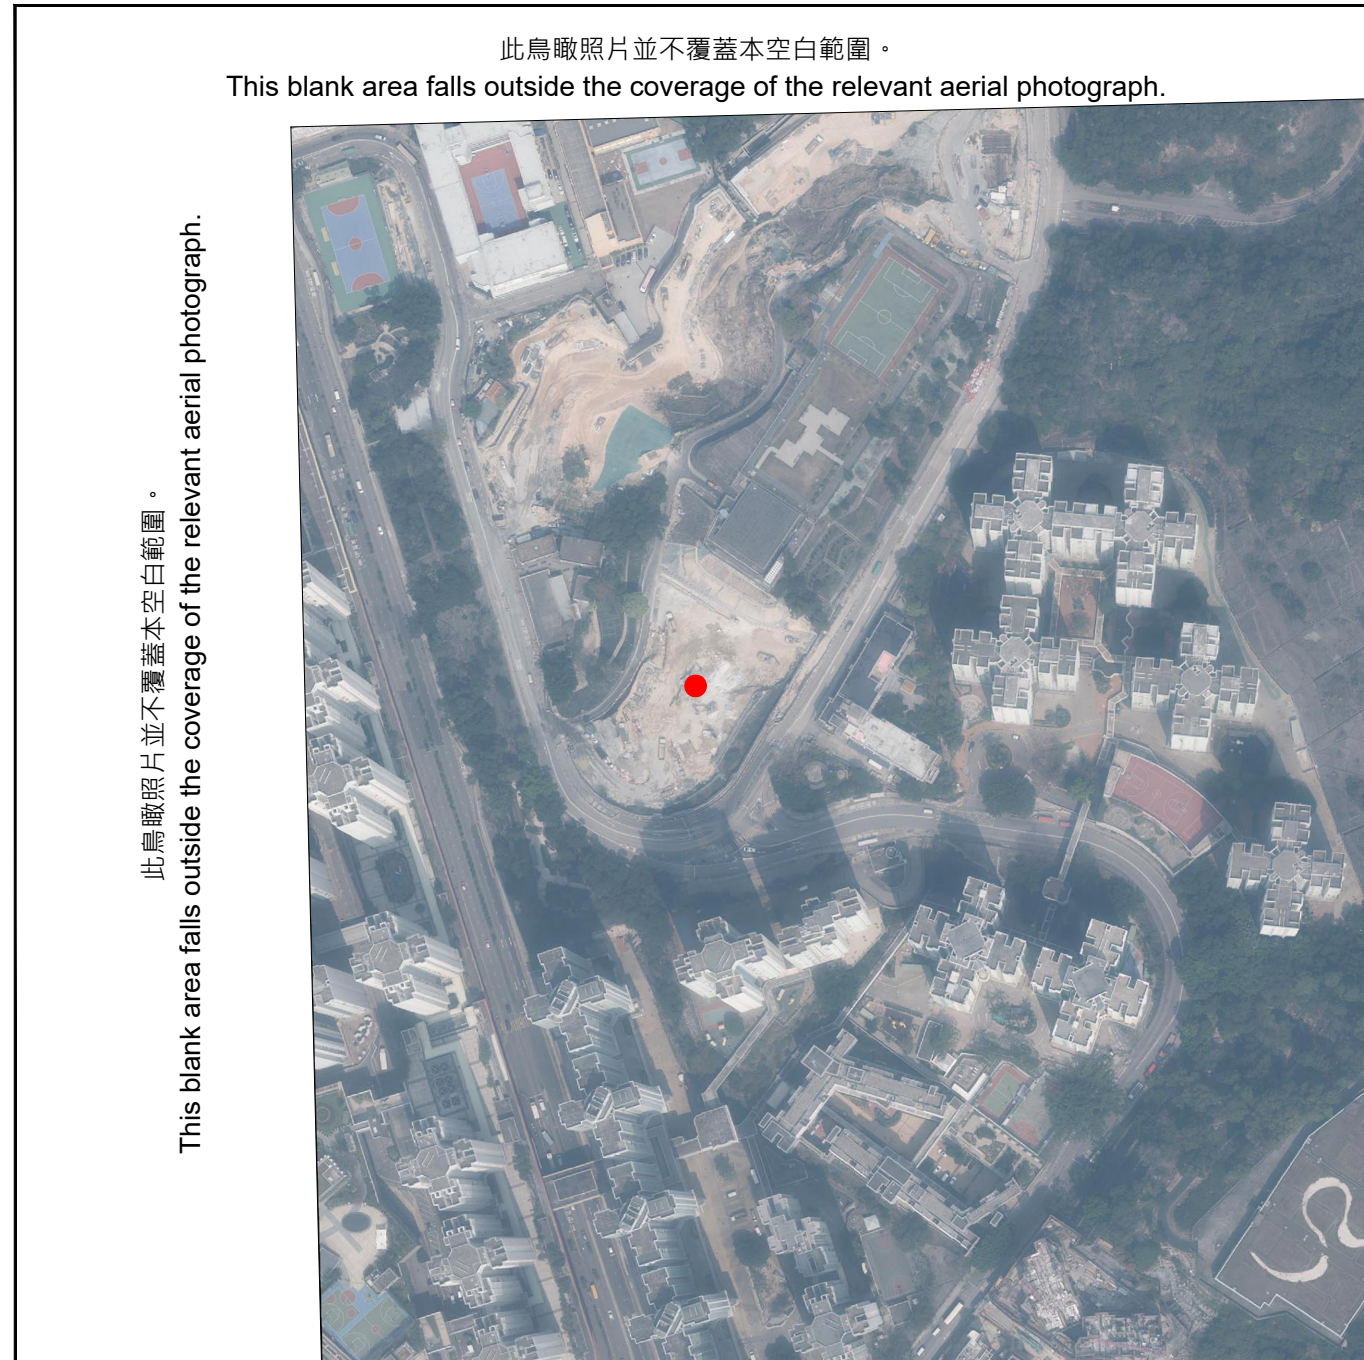 此鳥瞰照片並不覆蓋本空白範圍。
This blank area falls outside the coverage of the relevant aerial photograph.
此鳥瞰照片並不覆蓋本空白範圍。
This blank area falls outside the coverage of the relevant aerial photograph.